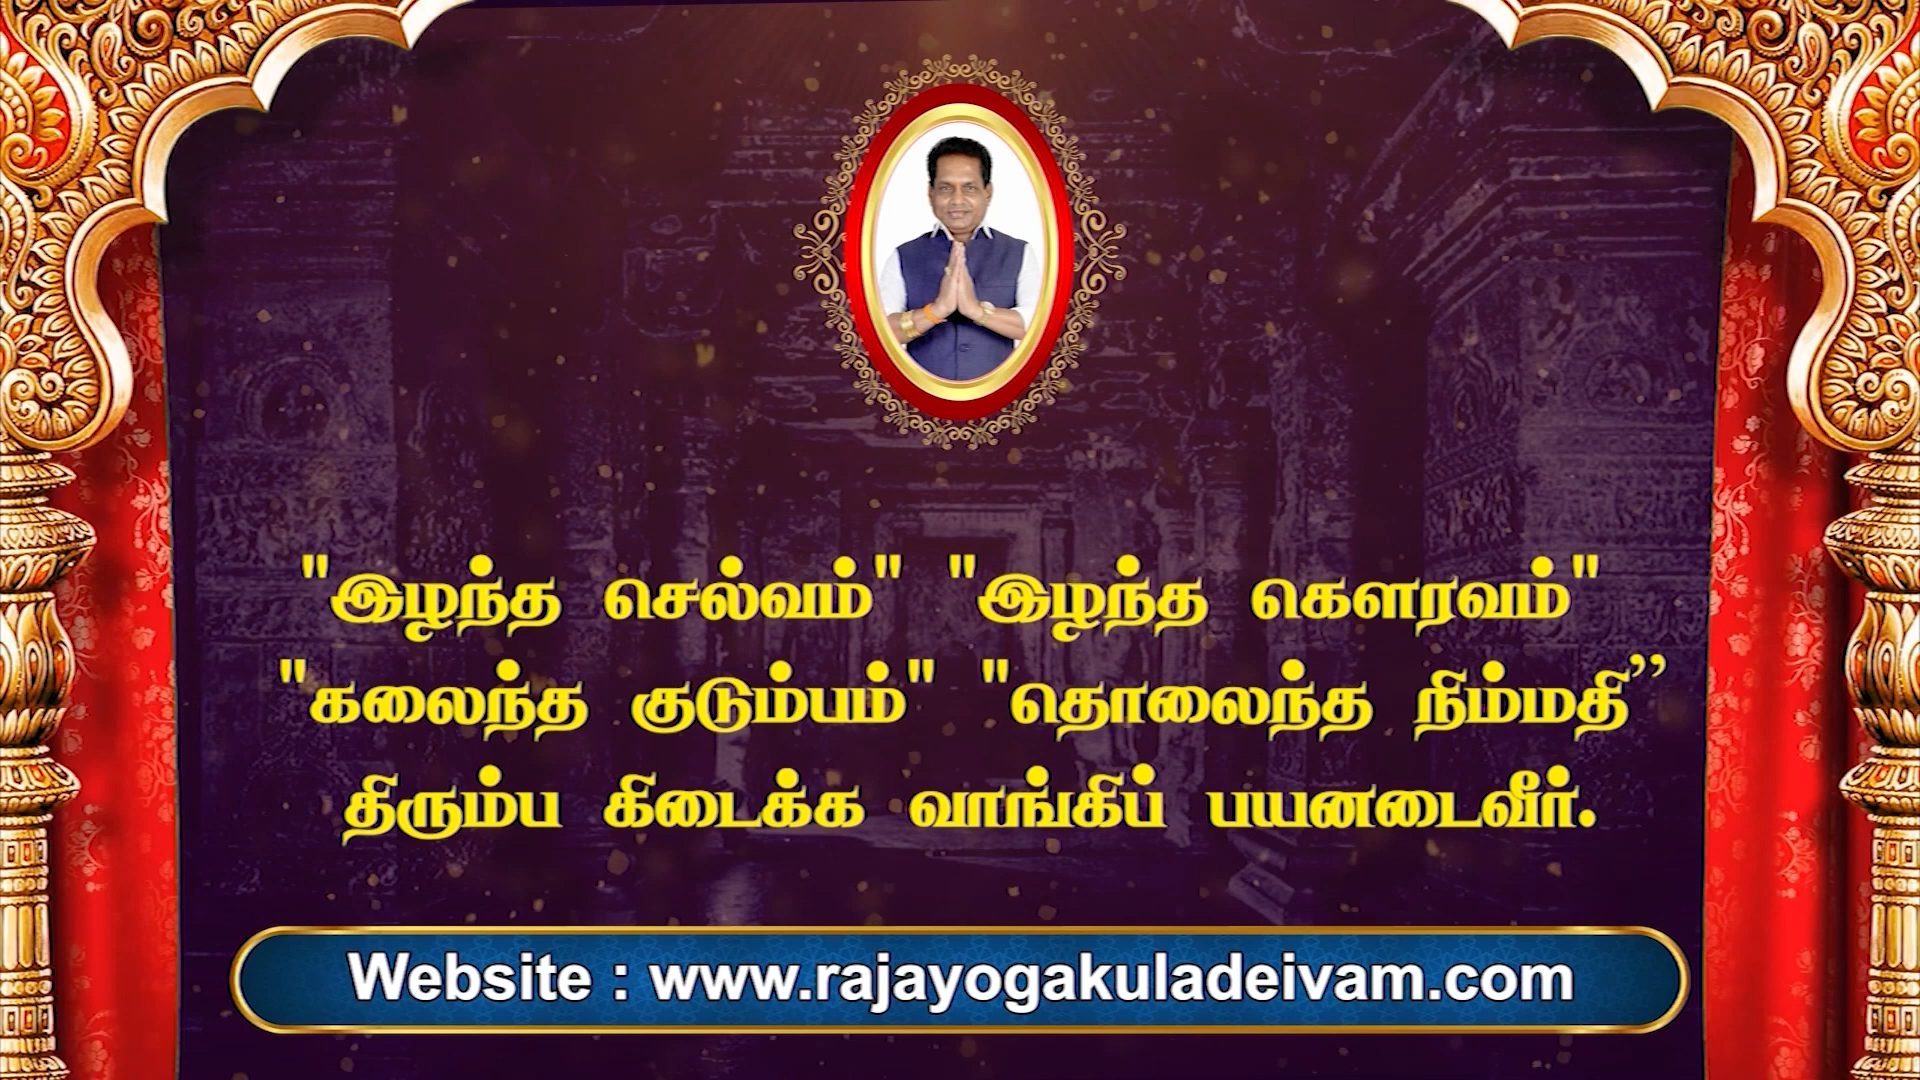 "இழந்த செல்வம்" "இழந்த கௌரவம்"
"கலைந்த குடும்பம்" "தொலைந்த நிம்மதி”
திரும்ப கிடைக்க வாங்கிப் பயனடைவீர்.
Website : www.rajayogakuladeivam.com